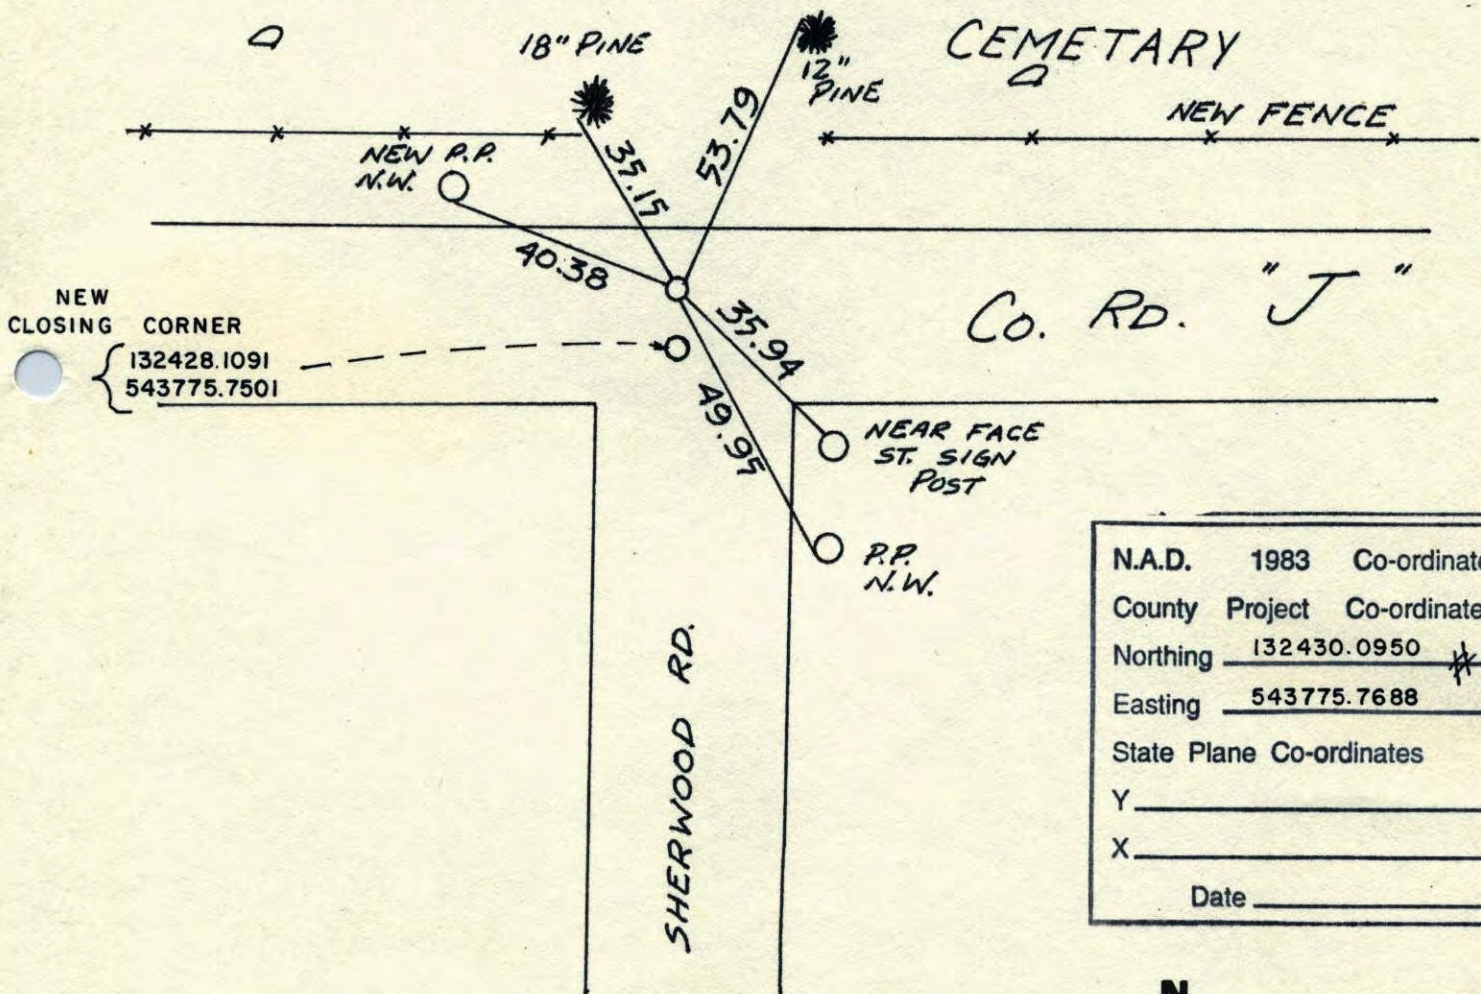 18" PINE
12"
PINE
CEMETARY
NEW FENCE
NEW P.P.
N.W.
35.15
53.79
40.38
NEW
CLOSING CORNER
132428.1091
543775.7501
Co. RD. "J"
35.94
49.95
NEAR FACE
ST. SIGN
POST
P.P.
N.W.
SHERWOOD RD.
N.A.D. 1983 Co-ordinate
County Project Co-ordinate
Northing 132430.0950 #
Easting 543775.7688
State Plane Co-ordinates
Y
X
Date
N